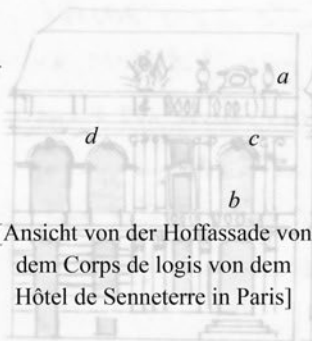 a
d c
b
[Ansicht von der Hoffassade von
dem Corps de logis von dem
Hôtel de Senneterre in Paris]